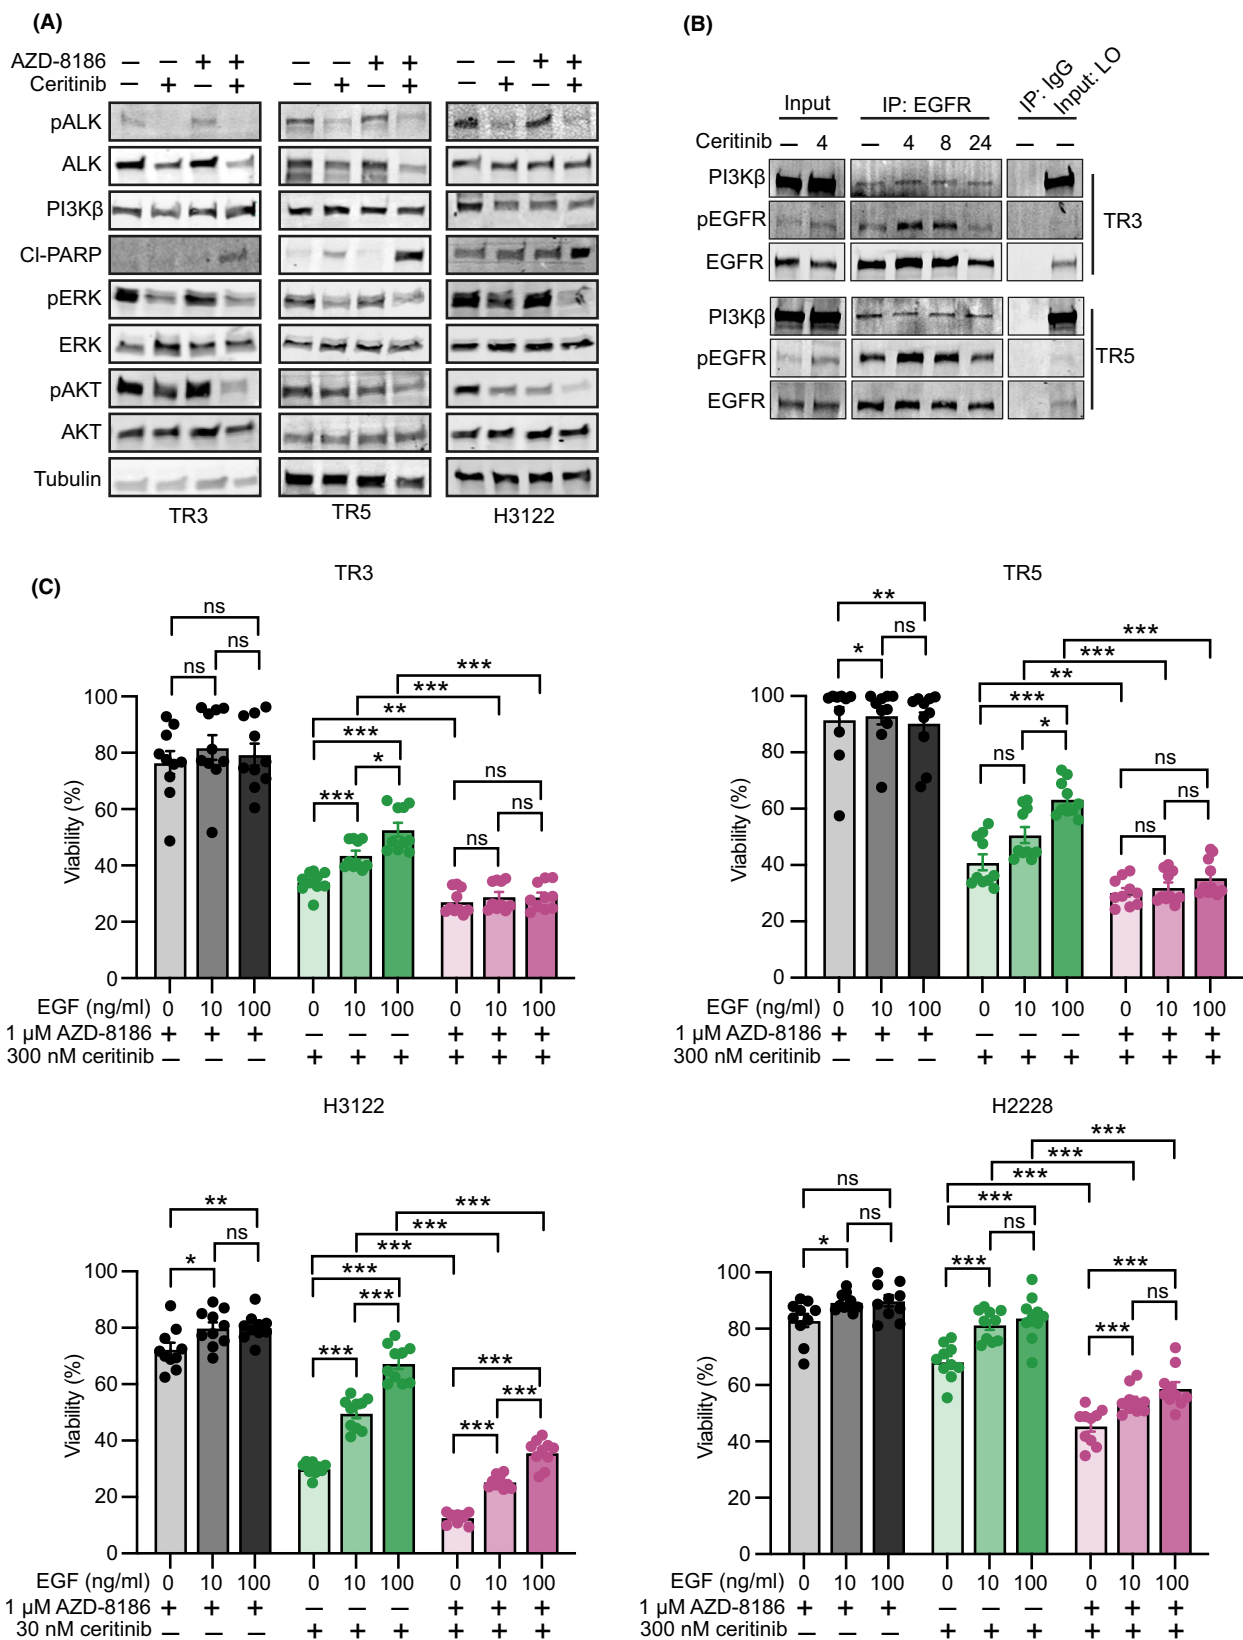 (A)
AZD-8186 − − + +   − − + +   − − + +
Ceritinib − + − +   − + − +   − + − +
pALK
ALK
PI3Kβ
Cl-PARP
pERK
ERK
pAKT
AKT
Tubulin
TR3 TR5 H3122
(B)
Input IP: EGFR IP: IgG Input: LO
Ceritinib − 4 − 4 8 24 − −
PI3Kβ
pEGFR
EGFR
TR3
PI3Kβ
pEGFR
EGFR
TR5
(C)
TR3
ns
ns
ns
***
***
**
***
*
***
ns
ns
ns
Viability (%)
100
80
60
40
20
0
EGF (ng/ml) 0 10 100 0 10 100 0 10 100
1 µM AZD-8186 + + + − − − + + +
300 nM ceritinib − − − + + + + + +
TR5
**
ns
*
***
***
**
***
*
ns
ns
ns
ns
Viability (%)
100
80
60
40
20
0
EGF (ng/ml) 0 10 100 0 10 100 0 10 100
1 µM AZD-8186 + + + − − − + + +
300 nM ceritinib − − − + + + + + +
H3122
**
ns
*
***
***
***
***
***
***
***
***
***
Viability (%)
100
80
60
40
20
0
EGF (ng/ml) 0 10 100 0 10 100 0 10 100
1 µM AZD-8186 + + + − − − + + +
30 nM ceritinib − − − + + + + + +
H2228
ns
ns
*
***
***
***
***
ns
***
***
ns
***
Viability (%)
100
80
60
40
20
0
EGF (ng/ml) 0 10 100 0 10 100 0 10 100
1 µM AZD-8186 + + + − − − + + +
300 nM ceritinib − − − + + + + + +